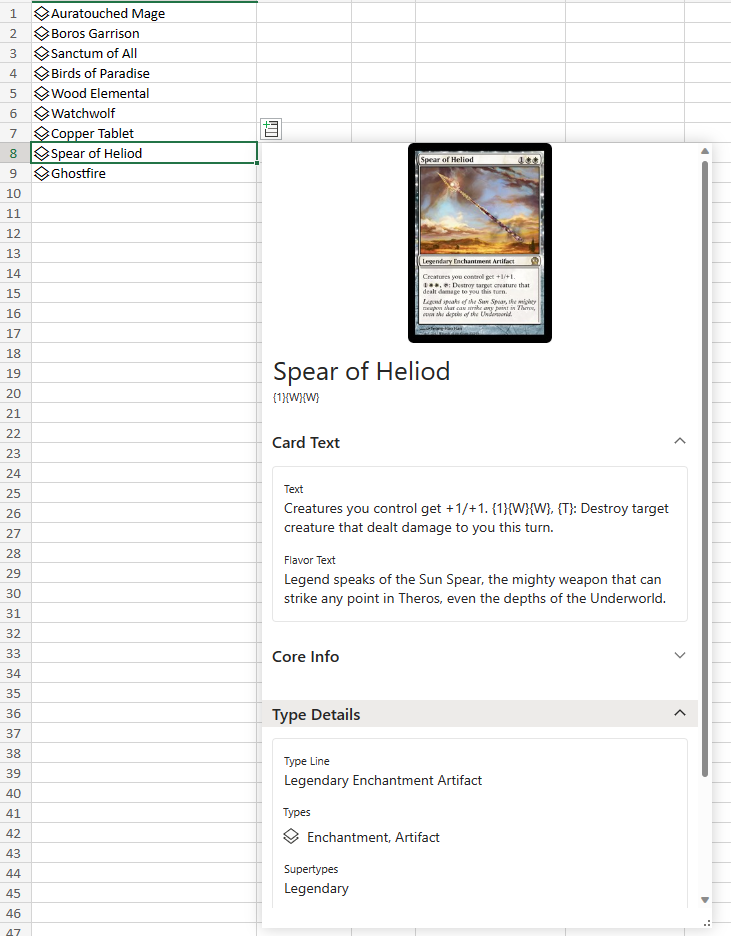 1 Auratouched Mage
2 Boros Garrison
3 Sanctum of All
4 Birds of Paradise
5 Wood Elemental
6 Watchwolf
7 Copper Tablet
8 Spear of Heliod
9 Ghostfire
10
11
12
13
14
15
16
17
18
19
20
21
22
23
24
25
26
27
28
29
30
31
32
33
34
35
36
37
38
39
40
41
42
43
44
45
46
47
Spear of Heliod 1
Legendary Enchantment Artifact
Creatures you control get +1/+1.
: Destroy target creature that
dealt damage to you this turn.
Legend speaks of the Sun Spear, the mighty
weapon that can strike any point in Theros,
even the depths of the Underworld.
Spear of Heliod
{1}{W}{W}
Card Text
Text
Creatures you control get +1/+1. {1}{W}{W}, {T}: Destroy target
creature that dealt damage to you this turn.
Flavor Text
Legend speaks of the Sun Spear, the mighty weapon that can
strike any point in Theros, even the depths of the Underworld.
Core Info
Type Details
Type Line
Legendary Enchantment Artifact
Types
Enchantment, Artifact
Supertypes
Legendary